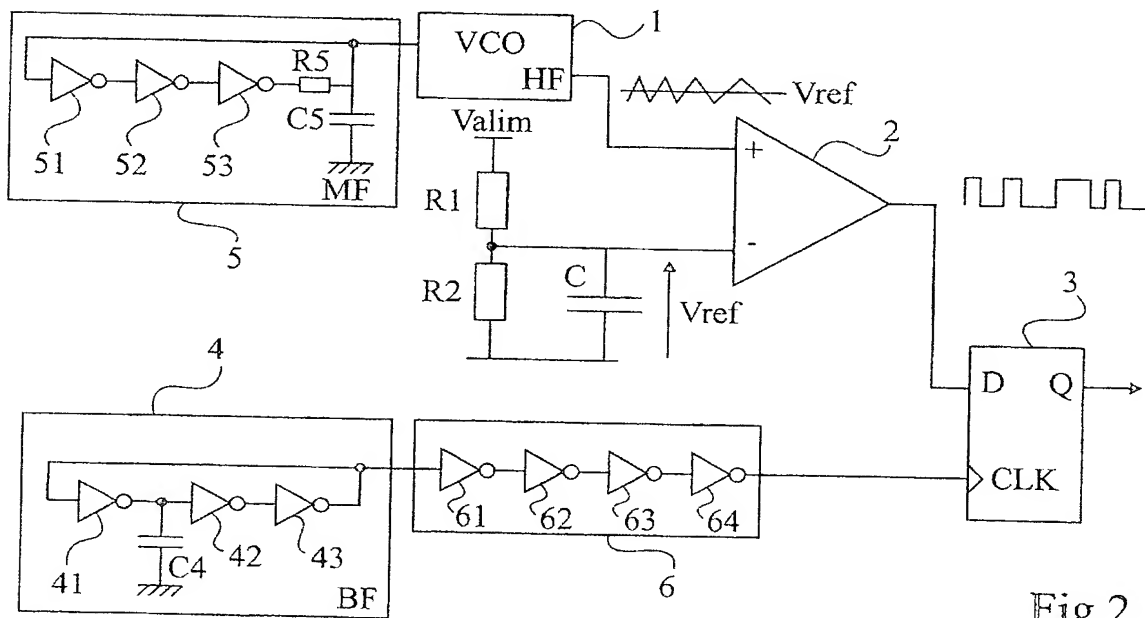 1
VCO
HF
R5
C5
51
52
53
MF
5
Vref
Valim
R1
R2
C
Vref
+
-
2
3
D
Q
CLK
4
41
C4
42
43
BF
61
62
63
64
6
Fig 2